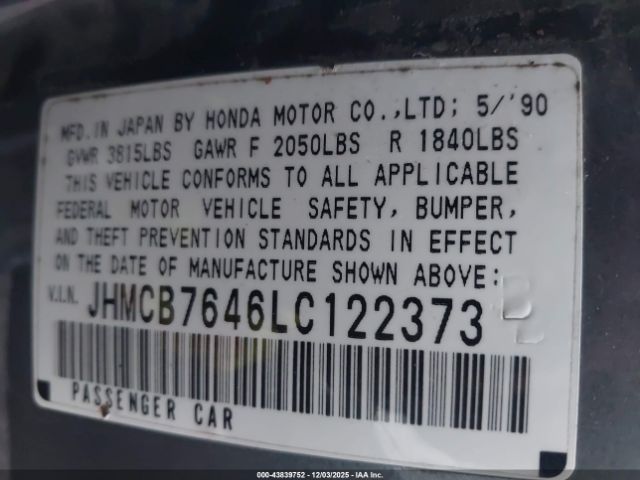 MFD. IN JAPAN BY HONDA MOTOR CO.,LTD; 5/'90
GVWR 3815LBS GAWR F 2050LBS R 1840LBS
THIS VEHICLE CONFORMS TO ALL APPLICABLE
FEDERAL MOTOR VEHICLE SAFETY, BUMPER,
AND THEFT PREVENTION STANDARDS IN EFFECT
ON THE DATE OF MANUFACTURE SHOWN ABOVE:
V.I.N. JHMCB7646LC122373
PASSENGER CAR
000-43839752 - 12/03/2025 - IAA Inc.